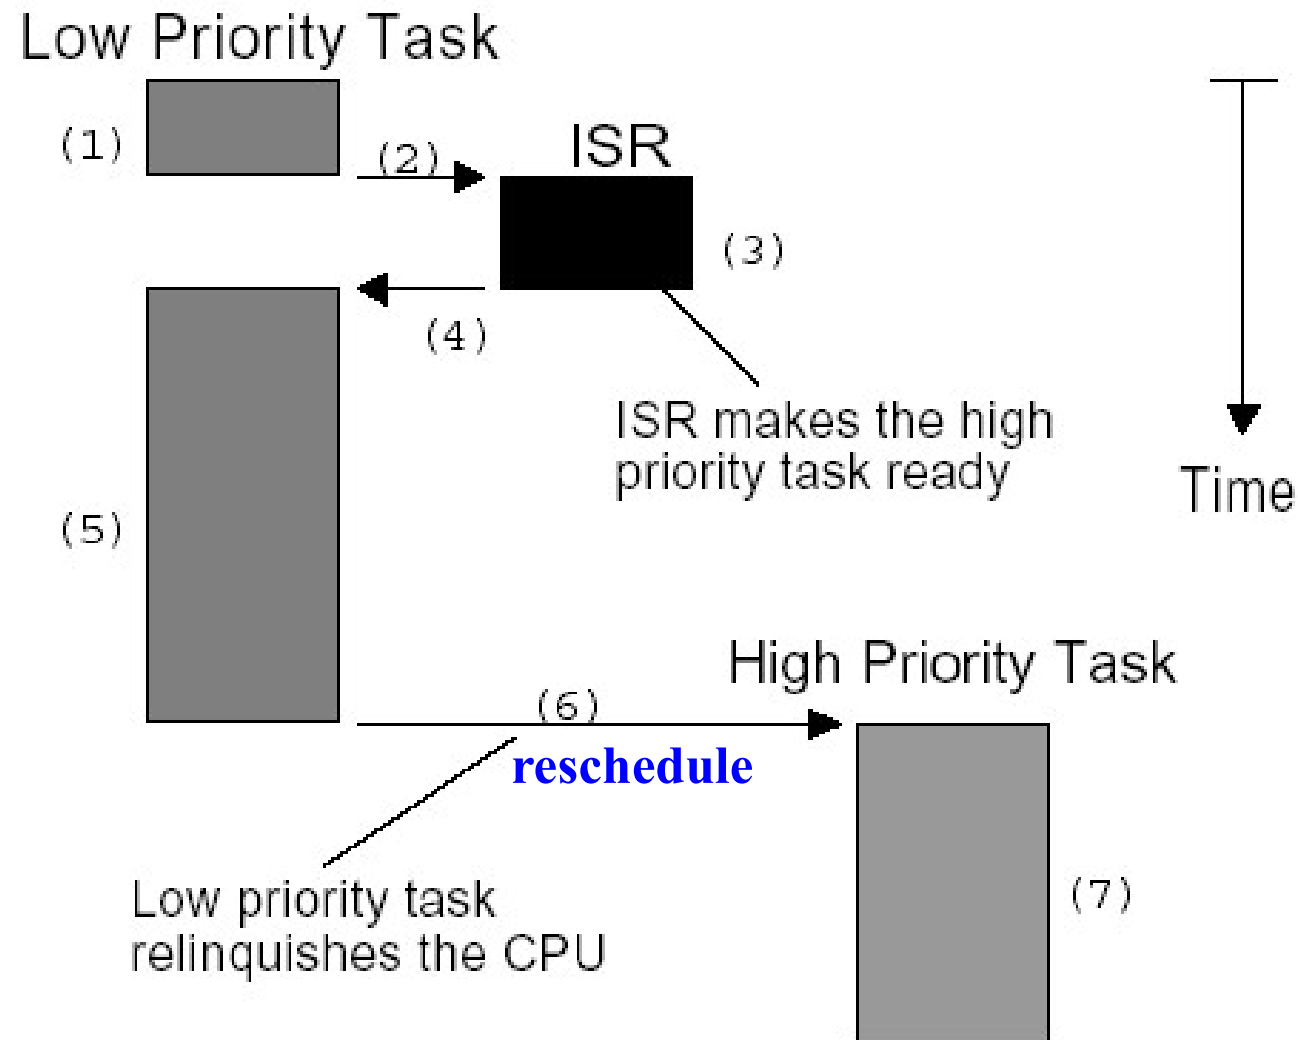 Low Priority Task
(1)
(2)
ISR
(3)
(4)
ISR makes the high
priority task ready
Time
(5)
High Priority Task
(6)
reschedule
Low priority task
relinquishes the CPU
(7)